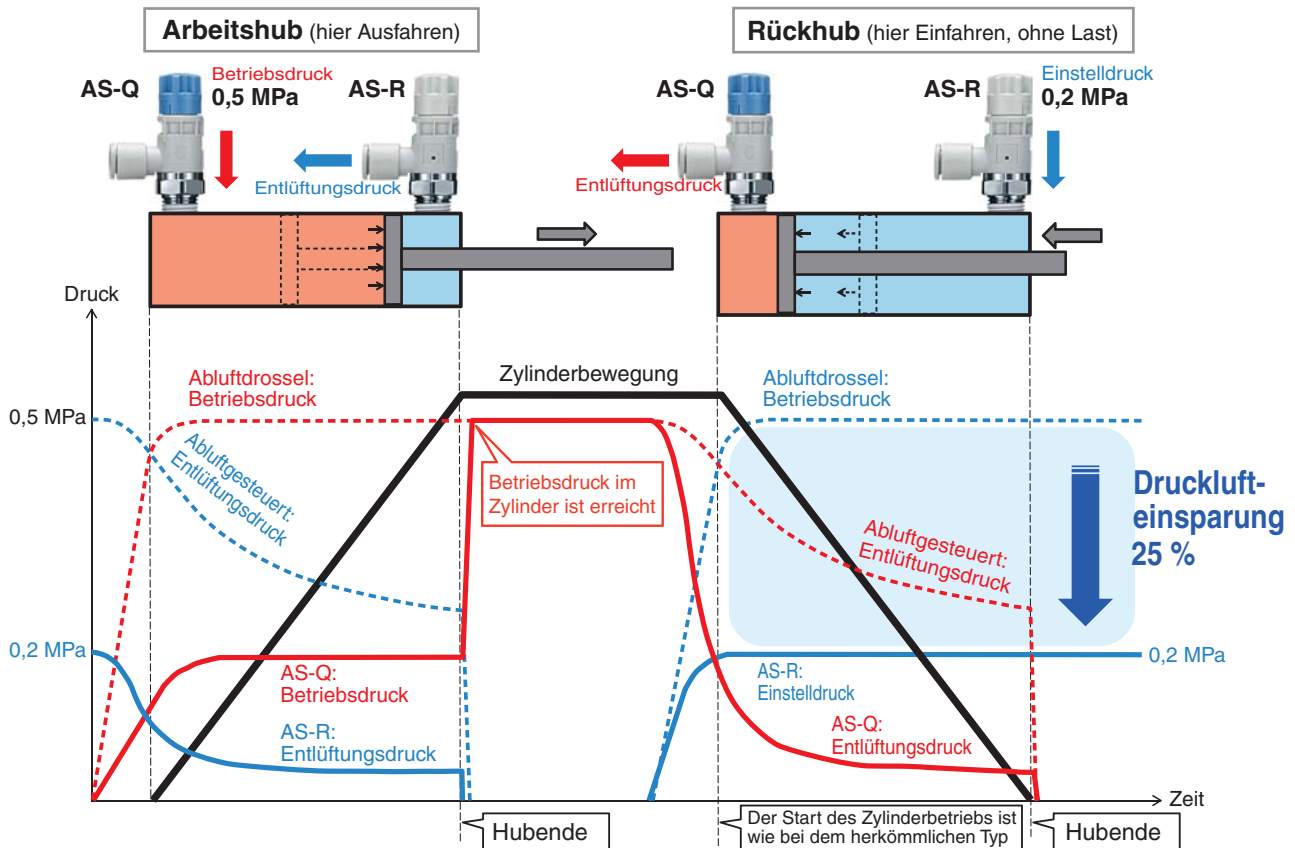 Arbeitshub (hier Ausfahren)
Rückhub (hier Einfahren, ohne Last)
AS-Q
Betriebsdruck
0,5 MPa
AS-R
Entlüftungsdruck
AS-Q
Entlüftungsdruck
AS-R
Einstelldruck
0,2 MPa
Druck
Abluftdrossel:
Betriebsdruck
Zylinderbewegung
Abluftdrossel:
Betriebsdruck
0,5 MPa
Abluftgesteuert:
Entlüftungsdruck
Betriebsdruck im
Zylinder ist erreicht
Abluftgesteuert:
Entlüftungsdruck
Druckluft-
einsparung
25 %
0,2 MPa
AS-Q:
Betriebsdruck
AS-R:
Entlüftungsdruck
AS-R:
Einstelldruck
0,2 MPa
AS-Q:
Entlüftungsdruck
Zeit
Hubende
Der Start des Zylinderbetriebs ist
wie bei dem herkömmlichen Typ
Hubende